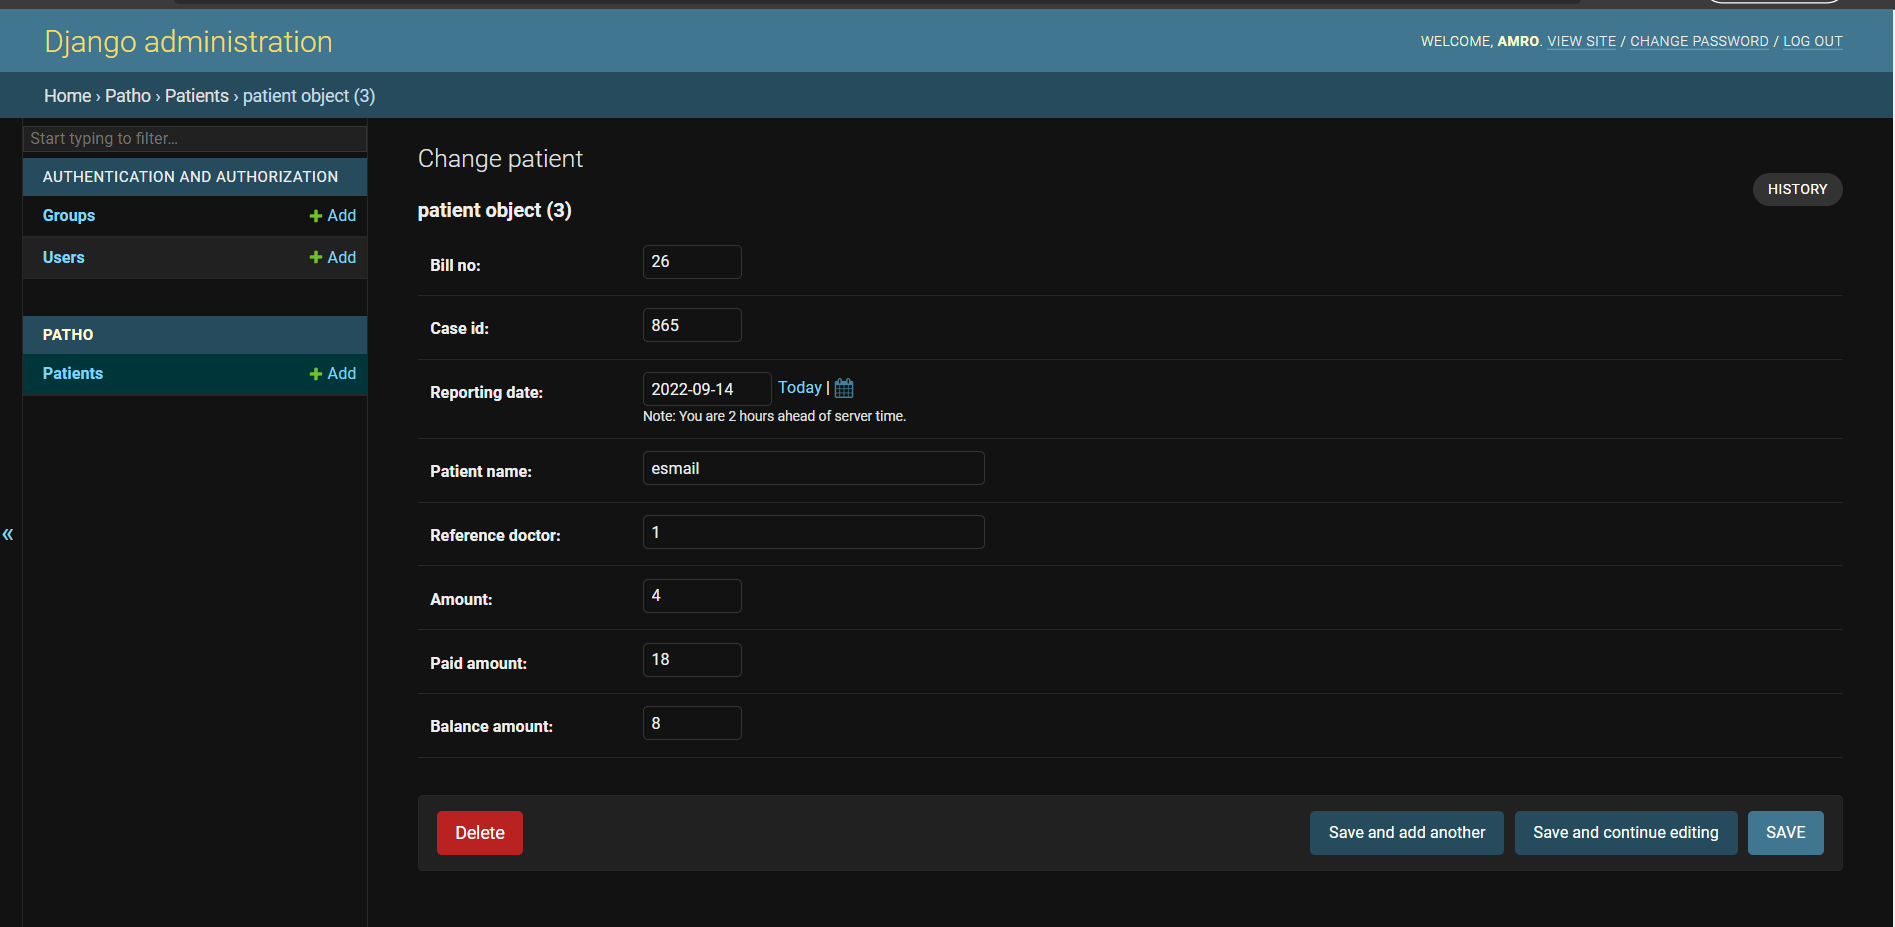 Django administration
WELCOME, AMRO. VIEW SITE / CHANGE PASSWORD / LOG OUT
Home › Patho › Patients › patient object (3)
Start typing to filter...
AUTHENTICATION AND AUTHORIZATION
Groups + Add
Users + Add
PATHO
Patients + Add
«
Change patient
HISTORY
patient object (3)
Bill no: 26
Case id: 865
Reporting date: 2022-09-14 Today |
Note: You are 2 hours ahead of server time.
Patient name: esmail
Reference doctor: 1
Amount: 4
Paid amount: 18
Balance amount: 8
Delete Save and add another Save and continue editing SAVE